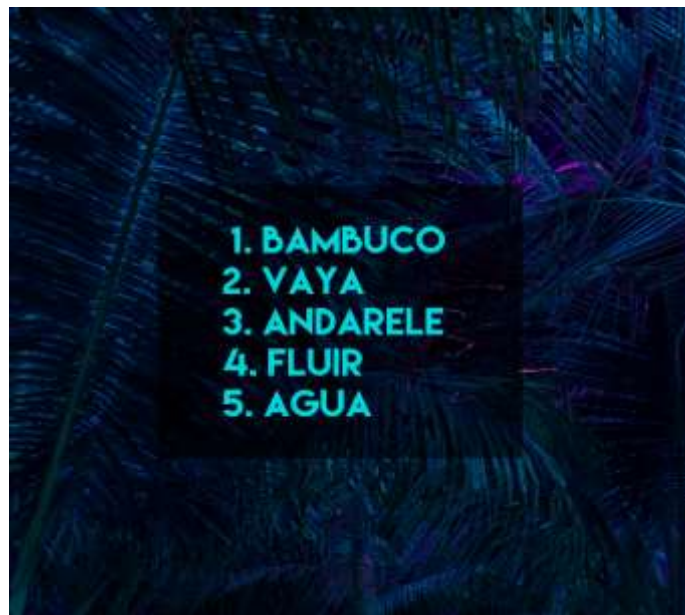 1. BAMBUCO
2. VAYA
3. ANDARELE
4. FLUIR
5. AGUA